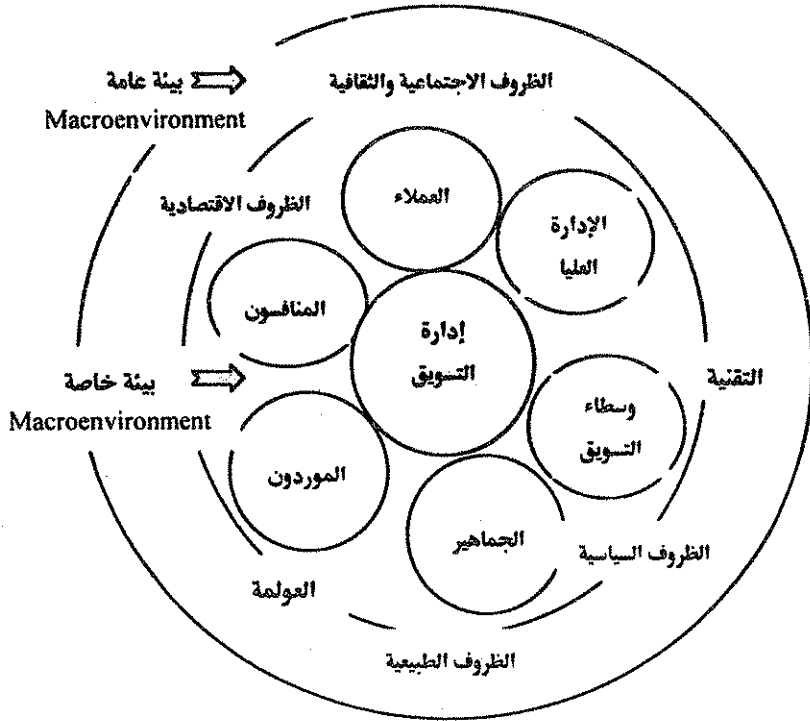 الظروف الاجتماعية والثقافية
بيئة عامة
Macroenvironment
العملاء
الإدارة
العليا
الظروف الاقتصادية
المنافسون
إدارة
التسويق
بيئة خاصة
Macroenvironment
التقنية
وسطاء
التسويق
الموردون
الجماهير
الظروف السياسية
العولمة
الظروف الطبيعية